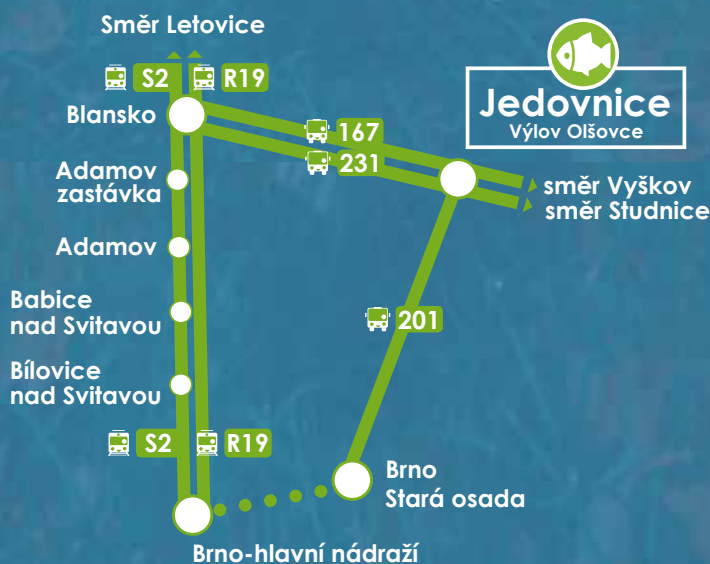 Směr Letovice
S2 R19
Blansko
Jedovnice
Výlov Olšovce
167
231
Adamov
zastávka
směr Vyškov
směr Studnice
Adamov
Babice
nad Svitavou
201
Bílovice
nad Svitavou
S2 R19
Brno
Stará osada
Brno-hlavní nádraží